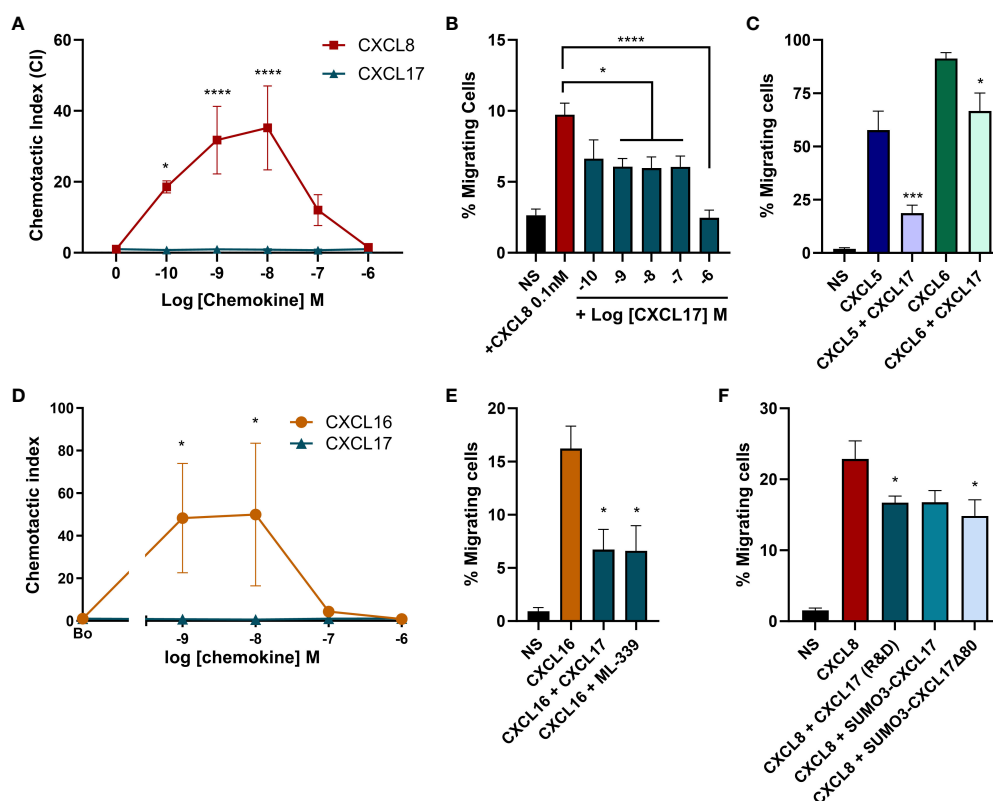 A
Chemotactic Index (CI)
60
40
20
0
CXCL8
CXCL17
*
****
****
0
-10
-9
-8
-7
-6
Log [Chemokine] M
B
% Migrating Cells
15
10
5
0
****
*
NS
+CXCL8 0.1nM
-10
-9
-8
-7
-6
+ Log [CXCL17] M
C
% Migrating cells
100
75
50
25
0
***
*
NS
CXCL5
CXCL5 + CXCL17
CXCL6
CXCL6 + CXCL17
D
Chemotactic index
100
80
60
40
20
0
CXCL16
CXCL17
*
*
Bo
-9
-8
-7
-6
log [chemokine] M
E
% Migrating cells
20
15
10
5
0
*
*
NS
CXCL16
CXCL16 + CXCL17
CXCL16 + ML-339
F
% Migrating cells
30
20
10
0
*
*
NS
CXCL8
CXCL8 + CXCL17 (R&D)
CXCL8 + SUMO3-CXCL17
CXCL8 + SUMO3-CXCL17Δ80